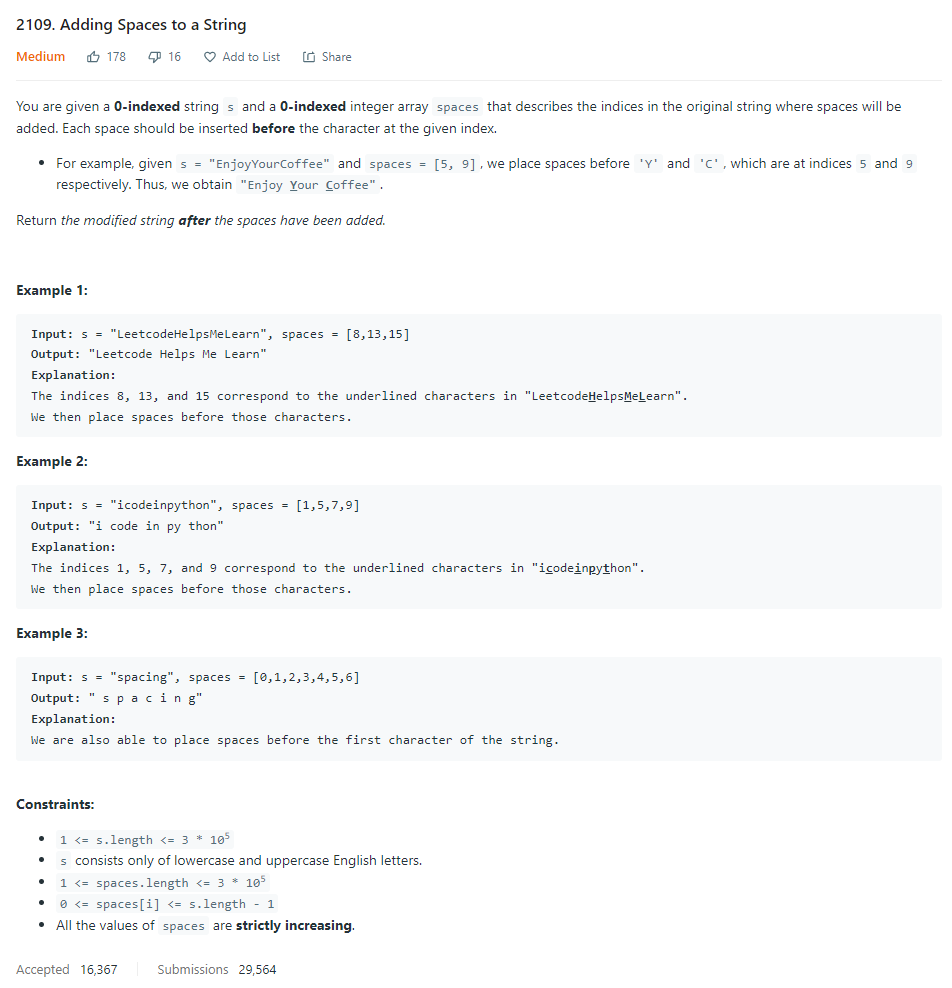 2109. Adding Spaces to a String
Medium 178 16 Add to List Share
You are given a 0-indexed string s and a 0-indexed integer array spaces that describes the indices in the original string where spaces will be
added. Each space should be inserted before the character at the given index.
• For example, given s = "EnjoyYourCoffee" and spaces = [5, 9], we place spaces before 'Y' and 'C', which are at indices 5 and 9
respectively. Thus, we obtain "Enjoy Your Coffee".
Return the modified string after the spaces have been added.
Example 1:
Input: s = "LeetcodeHelpsMeLearn", spaces = [8,13,15]
Output: "Leetcode Helps Me Learn"
Explanation:
The indices 8, 13, and 15 correspond to the underlined characters in "LeetcodeHelpsMeLearn".
We then place spaces before those characters.
Example 2:
Input: s = "icodeinpython", spaces = [1,5,7,9]
Output: "i code in py thon"
Explanation:
The indices 1, 5, 7, and 9 correspond to the underlined characters in "icodeinpython".
We then place spaces before those characters.
Example 3:
Input: s = "spacing", spaces = [0,1,2,3,4,5,6]
Output: " s p a c i n g"
Explanation:
We are also able to place spaces before the first character of the string.
Constraints:
• 1 <= s.length <= 3 * 10⁵
• s consists only of lowercase and uppercase English letters.
• 1 <= spaces.length <= 3 * 10⁵
• 0 <= spaces[i] <= s.length - 1
• All the values of spaces are strictly increasing.
Accepted 16,367 Submissions 29,564